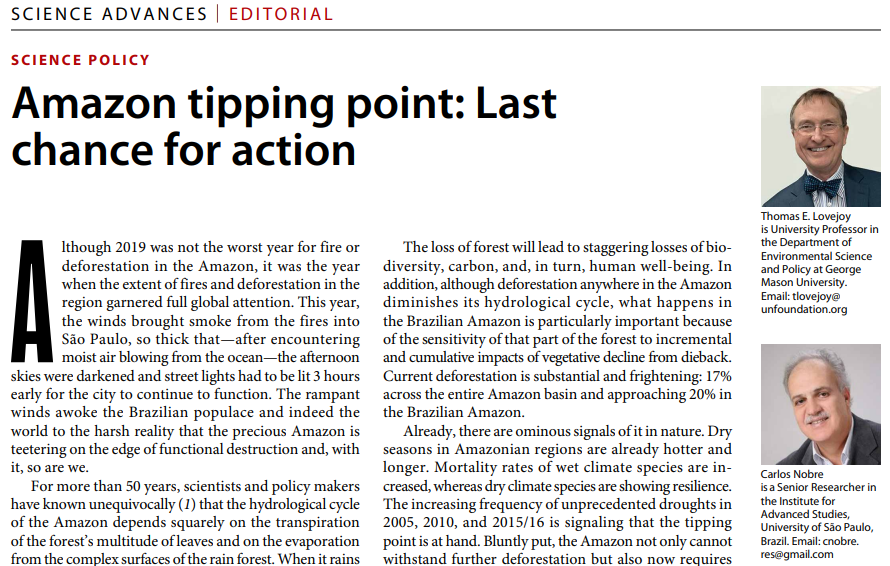 SCIENCE ADVANCES | EDITORIAL
SCIENCE POLICY
Amazon tipping point: Last
chance for action
Although 2019 was not the worst year for fire or
deforestation in the Amazon, it was the year
when the extent of fires and deforestation in the
region garnered full global attention. This year,
the winds brought smoke from the fires into
São Paulo, so thick that—after encountering
moist air blowing from the ocean—the afternoon
skies were darkened and street lights had to be lit 3 hours
early for the city to continue to function. The rampant
winds awoke the Brazilian populace and indeed the
world to the harsh reality that the precious Amazon is
teetering on the edge of functional destruction and, with
it, so are we.
For more than 50 years, scientists and policy makers
have known unequivocally (1) that the hydrological cycle
of the Amazon depends squarely on the transpiration
of the forest's multitude of leaves and on the evaporation
from the complex surfaces of the rain forest. When it rains
The loss of forest will lead to staggering losses of bio-
diversity, carbon, and, in turn, human well-being. In
addition, although deforestation anywhere in the Amazon
diminishes its hydrological cycle, what happens in
the Brazilian Amazon is particularly important because
of the sensitivity of that part of the forest to incremental
and cumulative impacts of vegetative decline from dieback.
Current deforestation is substantial and frightening: 17%
across the entire Amazon basin and approaching 20% in
the Brazilian Amazon.
Already, there are ominous signals of it in nature. Dry
seasons in Amazonian regions are already hotter and
longer. Mortality rates of wet climate species are in-
creased, whereas dry climate species are showing resilience.
The increasing frequency of unprecedented droughts in
2005, 2010, and 2015/16 is signaling that the tipping
point is at hand. Bluntly put, the Amazon not only cannot
withstand further deforestation but also now requires
Thomas E. Lovejoy
is University Professor in
the Department of
Environmental Science
and Policy at George
Mason University.
Email: tlovejoy@
unfoundation.org
Carlos Nobre
is a Senior Researcher in
the Institute for
Advanced Studies,
University of São Paulo,
Brazil. Email: cnobre.
res@gmail.com